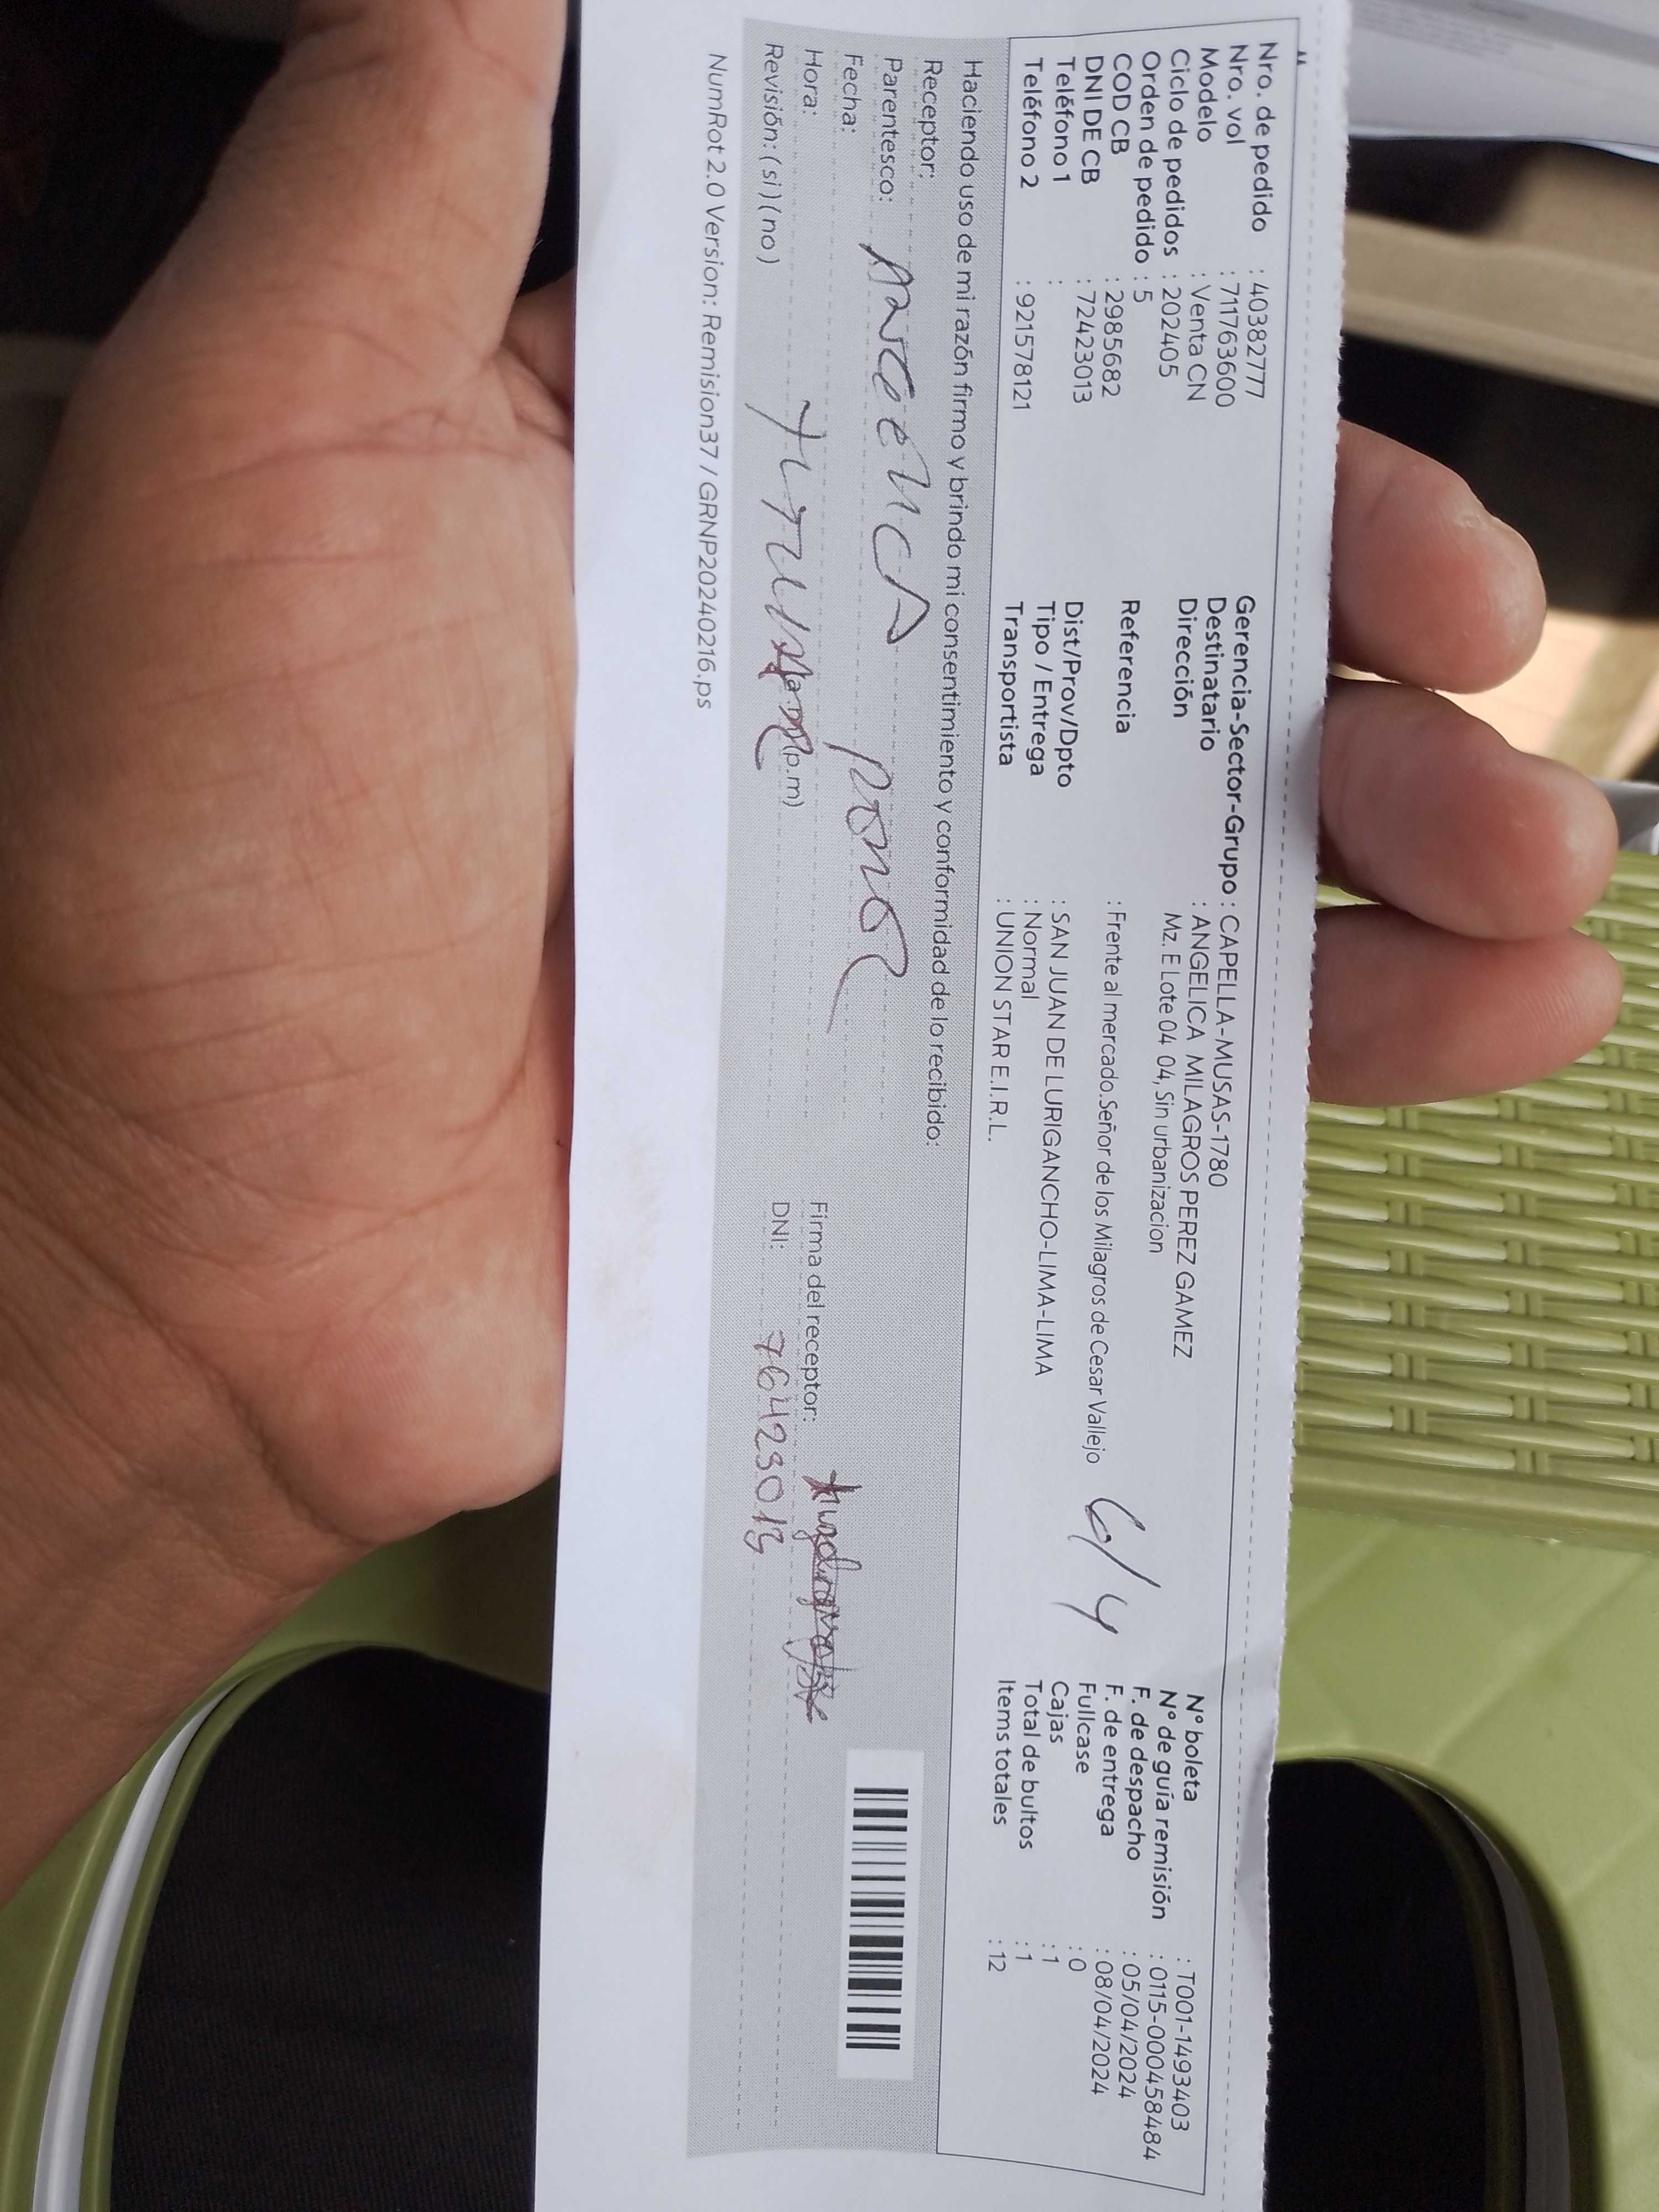 Nro. de pedido : 40382777
Nro. vol : 711763600
Modelo : Venta CN
Ciclo de pedidos : 202405
Orden de pedido : 5
COD CB : 2985682
DNI DE CB : 72423013
Teléfono 1 :
Teléfono 2 : 921578121
Gerencia-Sector-Grupo : CAPELLA-MUSAS-1780
Destinatario : ANGELICA MILAGROS PEREZ GAMEZ
Dirección Mz. E Lote 04 04, Sin urbanizacion
Referencia : Frente al mercado.Señor de los Milagros de Cesar Vallejo
Dist/Prov/Dpto : SAN JUAN DE LURIGANCHO-LIMA-LIMA
Tipo / Entrega : Normal
Transportista : UNION STAR E.I.R.L.
6/4
Nº boleta : T001-1493403
Nº de guía remisión : 0115-000458484
F. de despacho : 05/04/2024
F. de entrega : 08/04/2024
Fullcase : 0
Cajas : 1
Total de bultos : 1
Items totales : 12
Haciendo uso de mi razón firmo y brindo mi consentimiento y conformidad de lo recibido:
Receptor:
Parentesco:
Fecha:
Hora: (p.m)
Revisión: ( si ) ( no )
Firma del receptor:
DNI: 76423013
NumRot 2.0 Version: Remision37 / GRNP20240216.ps